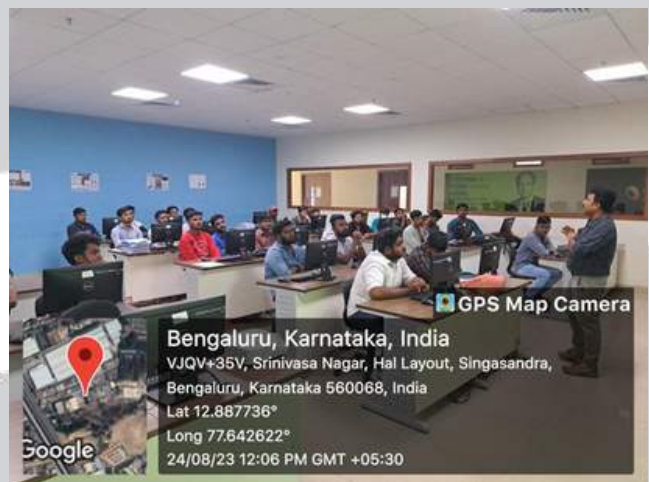 GPS Map Camera
Bengaluru, Karnataka, India
VJQV+35V, Srinivasa Nagar, Hal Layout, Singasandra,
Bengaluru, Karnataka 560068, India
Lat 12.887736°
Long 77.642622°
24/08/23 12:06 PM GMT +05:30
Google